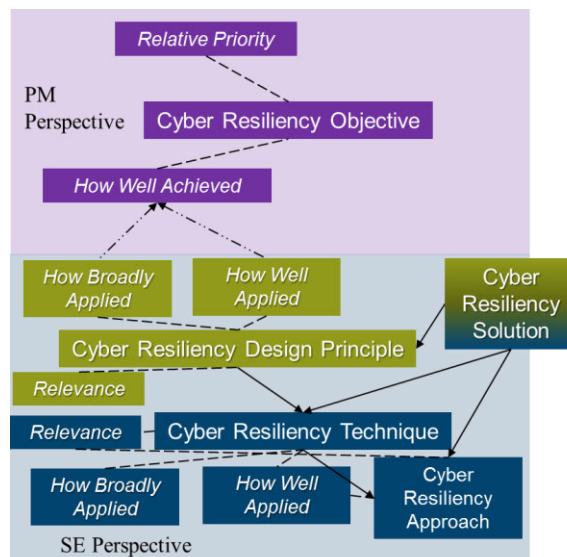 Relative Priority
PM
Perspective
Cyber Resiliency Objective
How Well Achieved
How Broadly
Applied
How Well
Applied
Cyber
Resiliency
Solution
Cyber Resiliency Design Principle
Relevance
Relevance
Cyber Resiliency Technique
How Broadly
Applied
How Well
Applied
Cyber
Resiliency
Approach
SE Perspective